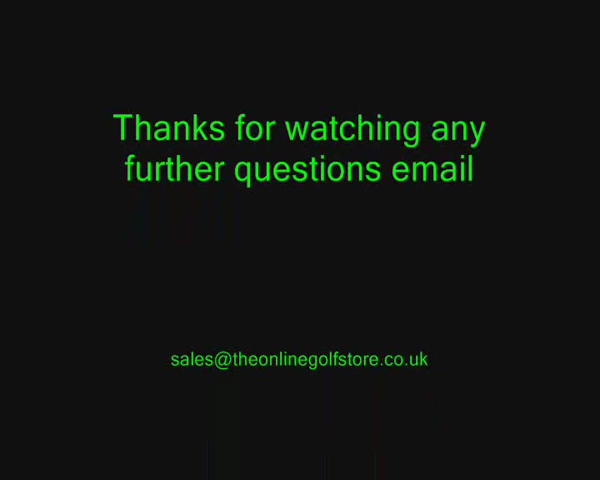 Thanks for watching any
further questions email
sales@theonlinegolfstore.co.uk